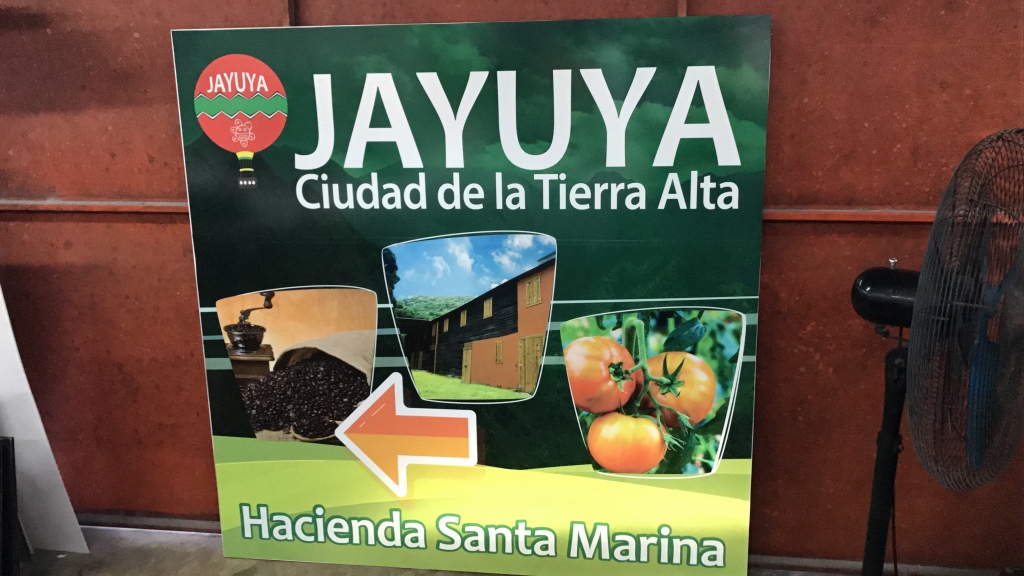 JAYUYA
JAYUYA
Ciudad de la Tierra Alta
Hacienda Santa Marina